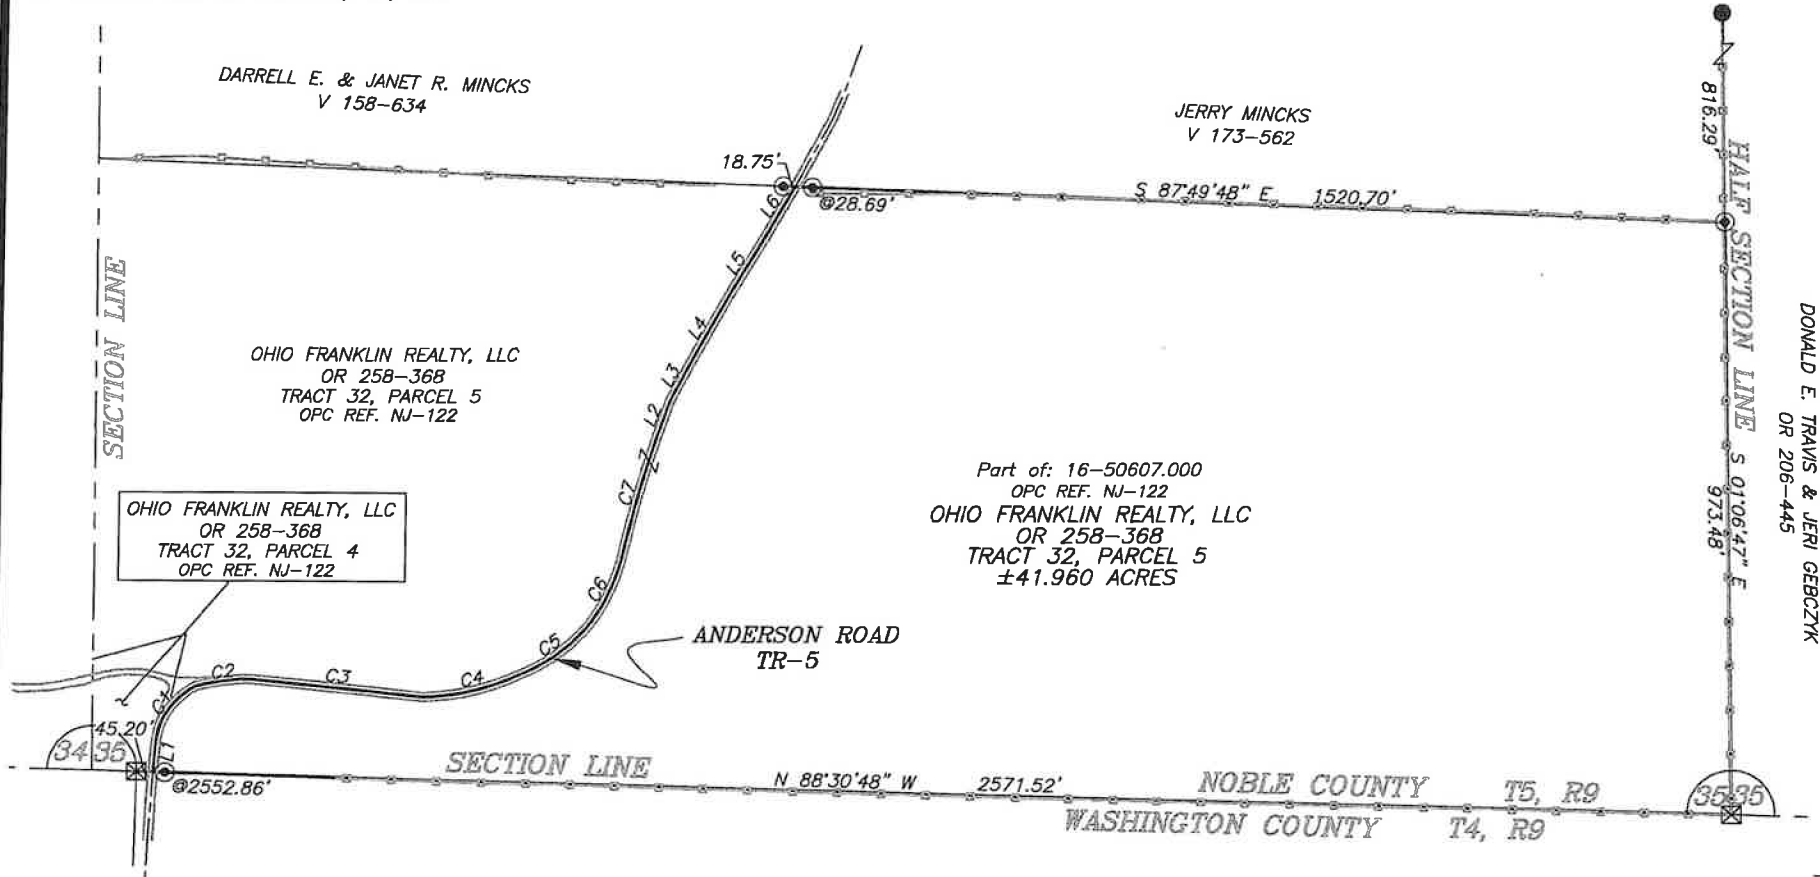 DARRELL E. & JANET R. MINCKS
V 158-634
JERRY MINCKS
V 173-562
816.29'
18.75'
@28.69'
S 87°49'48" E 1520.70'
HALF SECTION LINE
S 01°06'47" E
973.48'
DONALD E. TRAVIS & JERI GEBCZYK
OR 206-445
SECTION LINE
OHIO FRANKLIN REALTY, LLC
OR 258-368
TRACT 32, PARCEL 5
OPC REF. NJ-122
L6
L5
L4
L3
L2
C7
C6
C5
C4
C3
C2
C1
L1
OHIO FRANKLIN REALTY, LLC
OR 258-368
TRACT 32, PARCEL 4
OPC REF. NJ-122
Part of: 16-50607.000
OPC REF. NJ-122
OHIO FRANKLIN REALTY, LLC
OR 258-368
TRACT 32, PARCEL 5
±41.960 ACRES
ANDERSON ROAD
TR-5
45.20'
34 35
@2552.86'
SECTION LINE
N 88°30'48" W 2571.52'
NOBLE COUNTY T5, R9
WASHINGTON COUNTY T4, R9
35 35